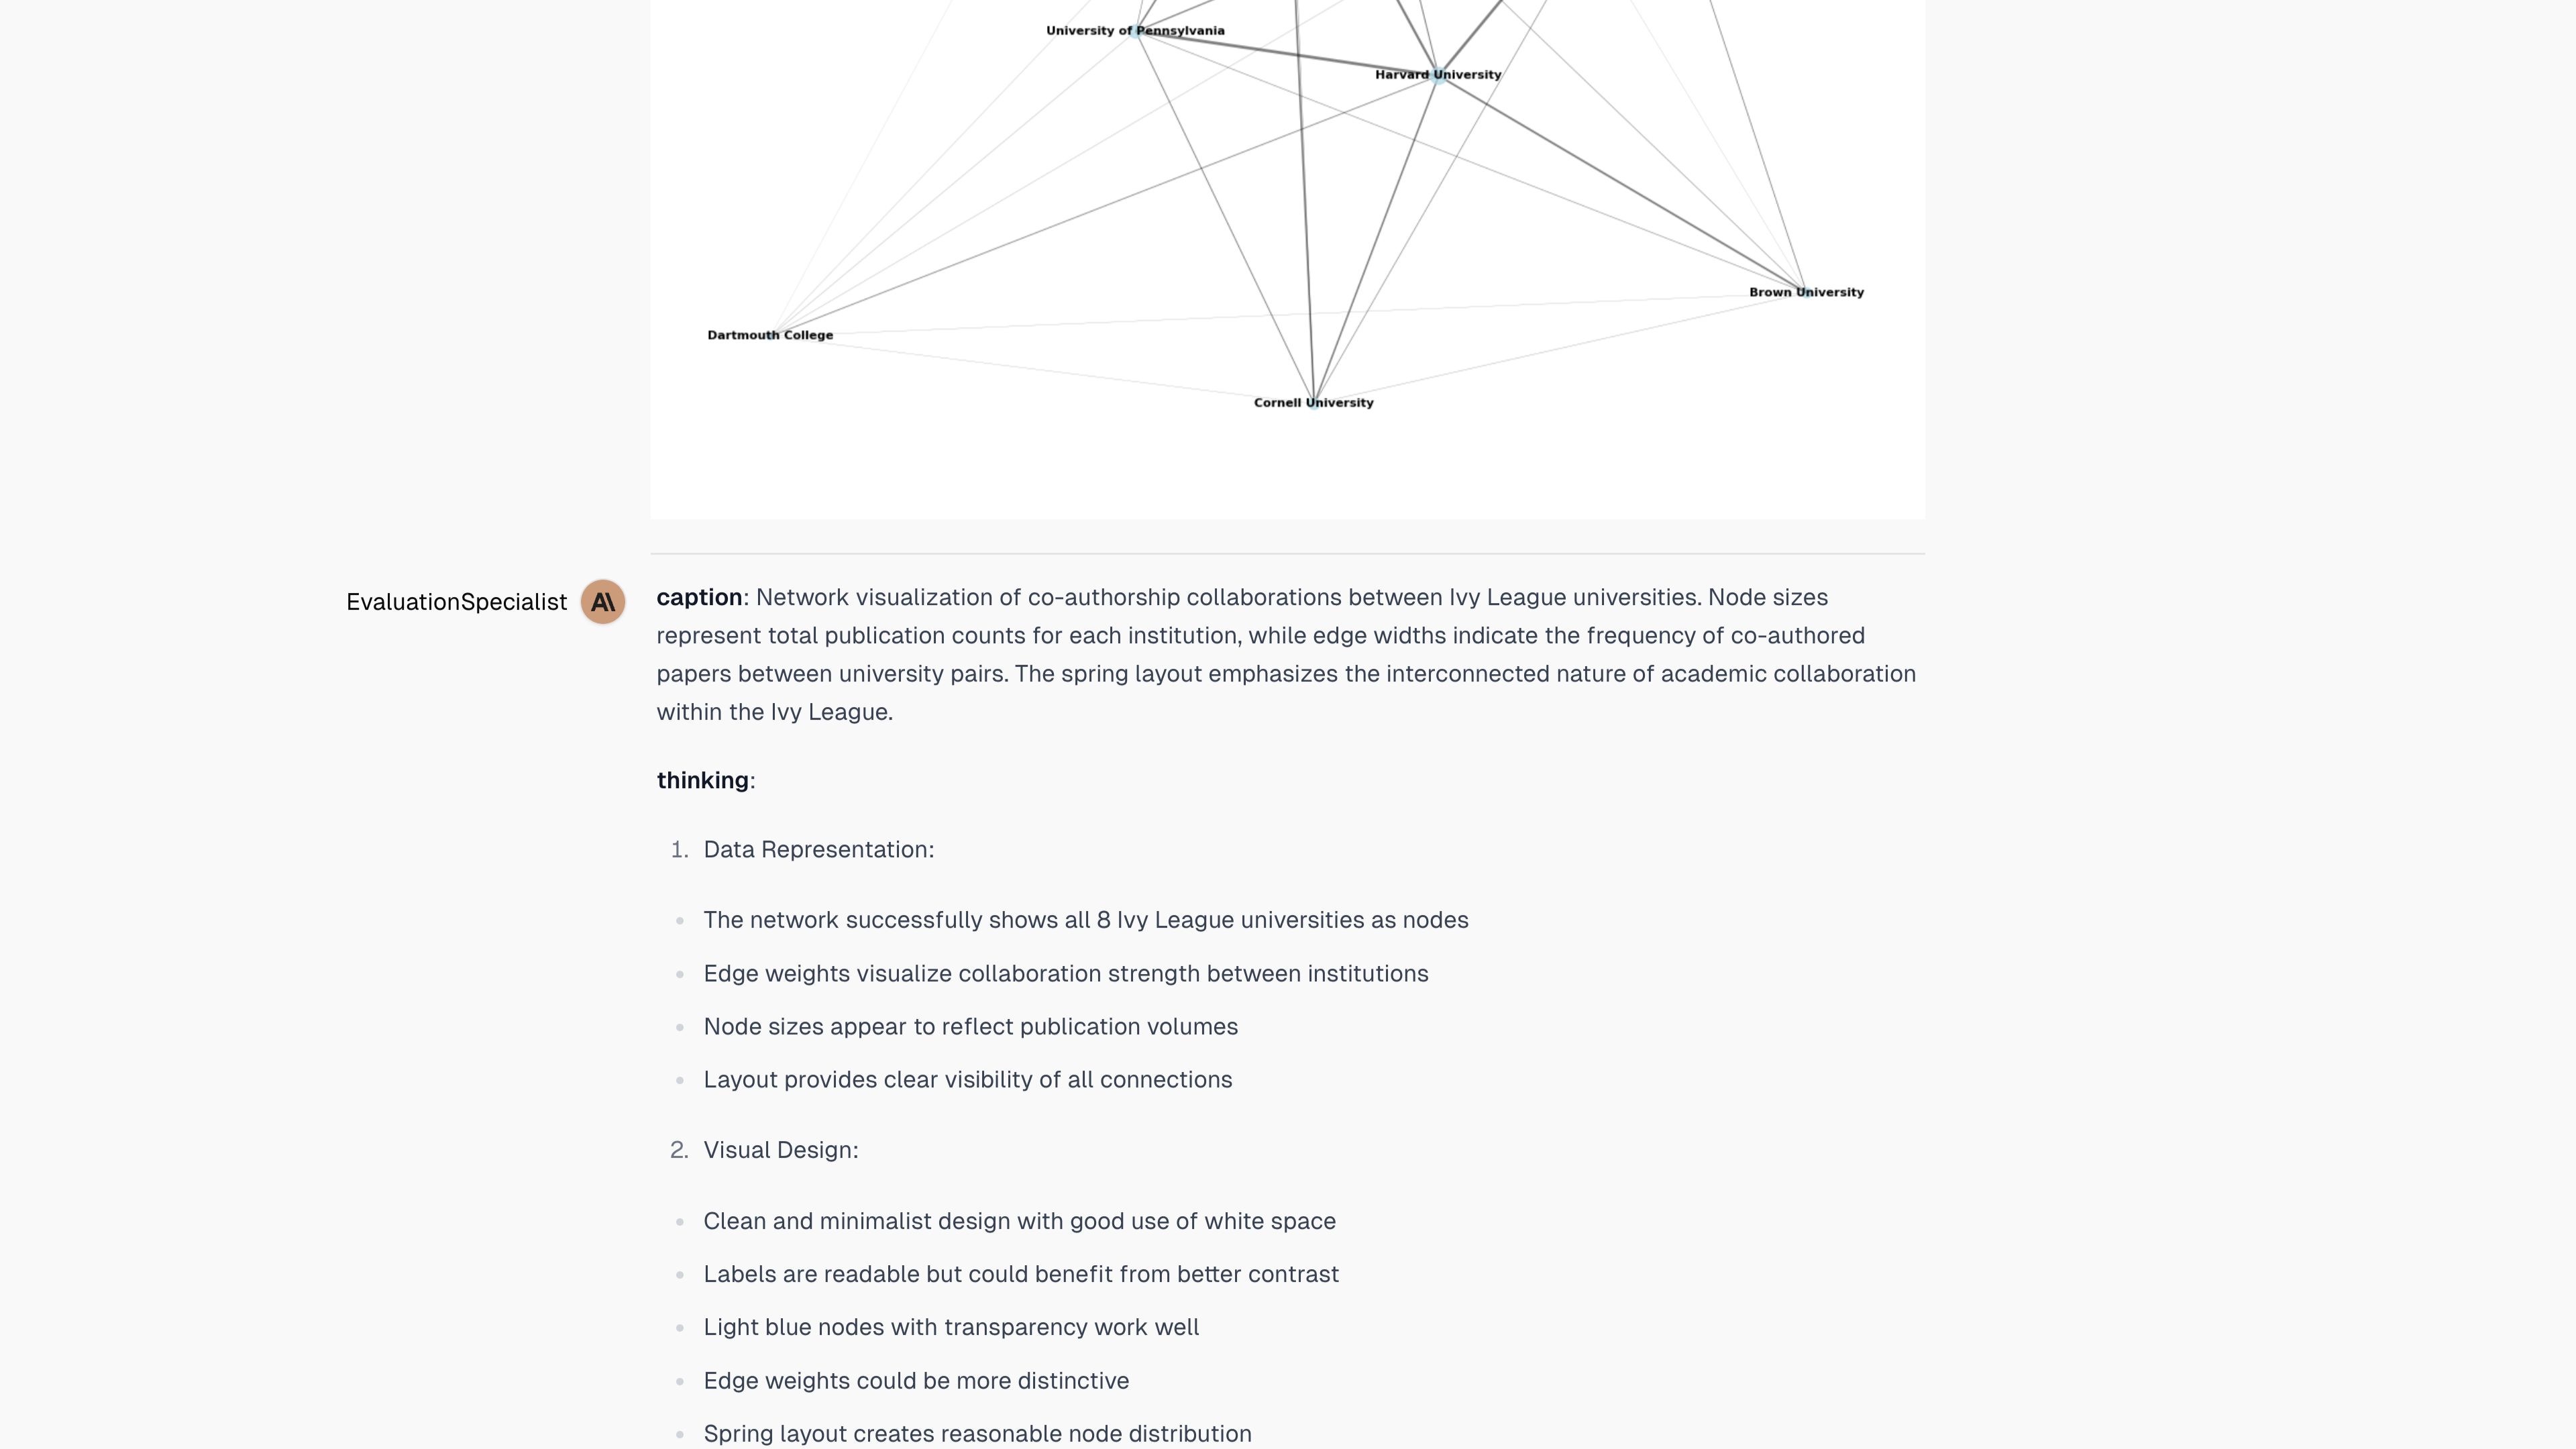 University of Pennsylvania
Harvard University
Brown University
Dartmouth College
Cornell University
EvaluationSpecialist
caption: Network visualization of co-authorship collaborations between Ivy League universities. Node sizes
represent total publication counts for each institution, while edge widths indicate the frequency of co-authored
papers between university pairs. The spring layout emphasizes the interconnected nature of academic collaboration
within the Ivy League.
thinking:
1. Data Representation:
The network successfully shows all 8 Ivy League universities as nodes
Edge weights visualize collaboration strength between institutions
Node sizes appear to reflect publication volumes
Layout provides clear visibility of all connections
2. Visual Design:
Clean and minimalist design with good use of white space
Labels are readable but could benefit from better contrast
Light blue nodes with transparency work well
Edge weights could be more distinctive
Spring layout creates reasonable node distribution